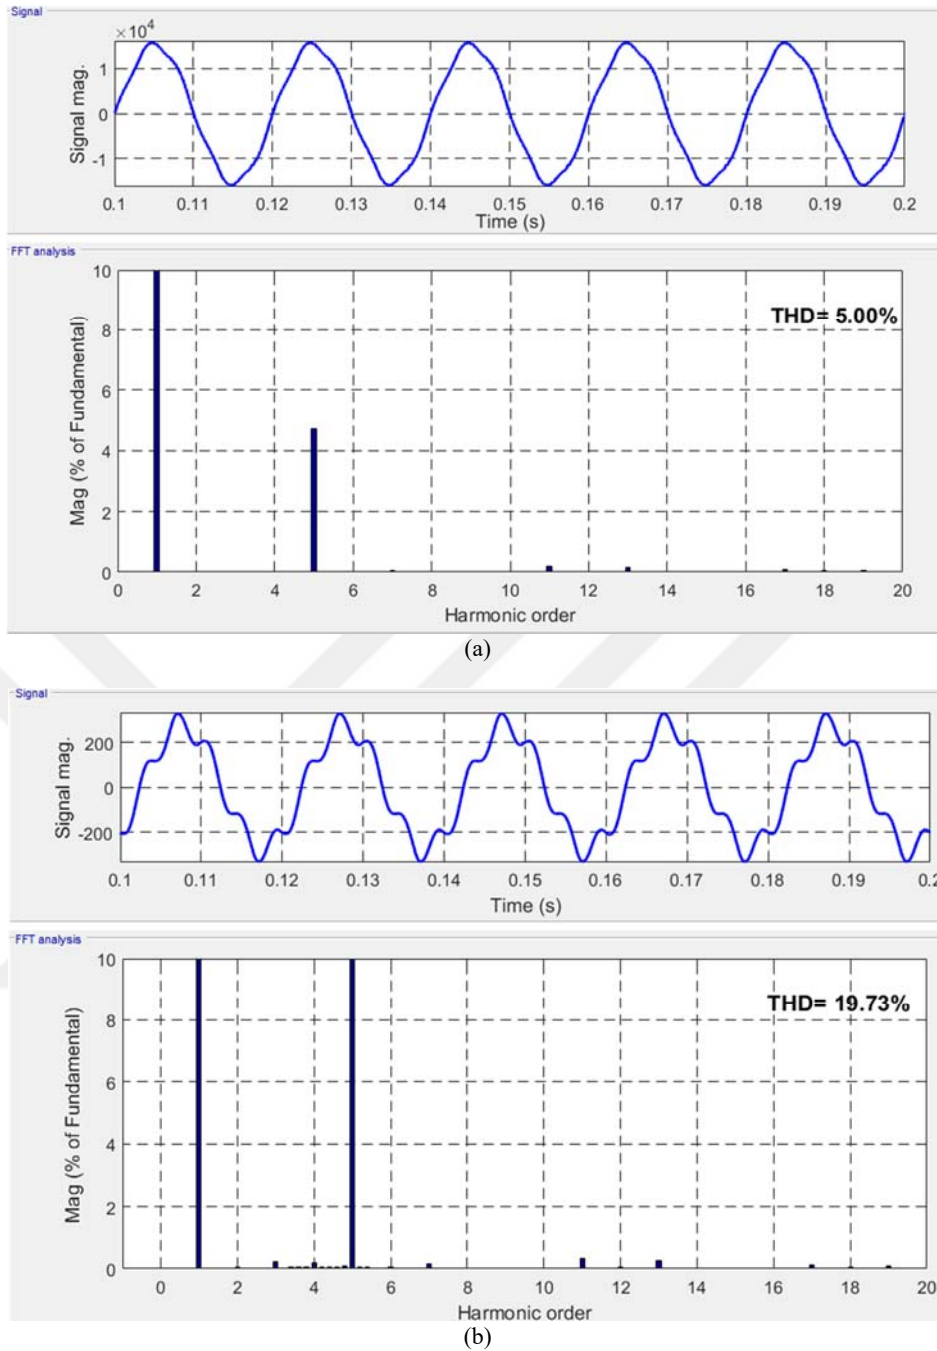 Signal
×10⁴
1
0
-1
Signal mag.
0.1 0.11 0.12 0.13 0.14 0.15 0.16 0.17 0.18 0.19 0.2
Time (s)
FFT analysis
10
8
6
4
2
0
Mag (% of Fundamental)
THD= 5.00%
0 2 4 6 8 10 12 14 16 18 20
Harmonic order
(a)
Signal
200
0
-200
Signal mag.
0.1 0.11 0.12 0.13 0.14 0.15 0.16 0.17 0.18 0.19 0.2
Time (s)
FFT analysis
10
8
6
4
2
0
Mag (% of Fundamental)
THD= 19.73%
0 2 4 6 8 10 12 14 16 18 20
Harmonic order
(b)